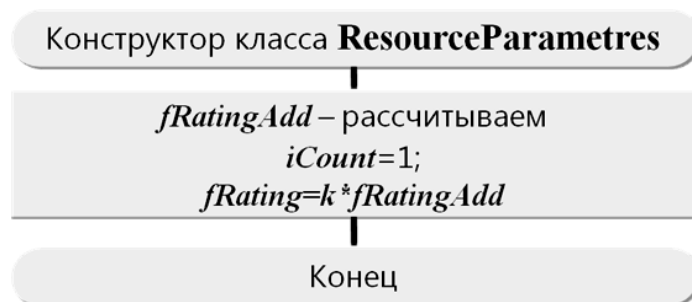 Конструктор класса ResourceParametres
fRatingAdd – рассчитываем
iCount=1;
fRating=k*fRatingAdd
Конец